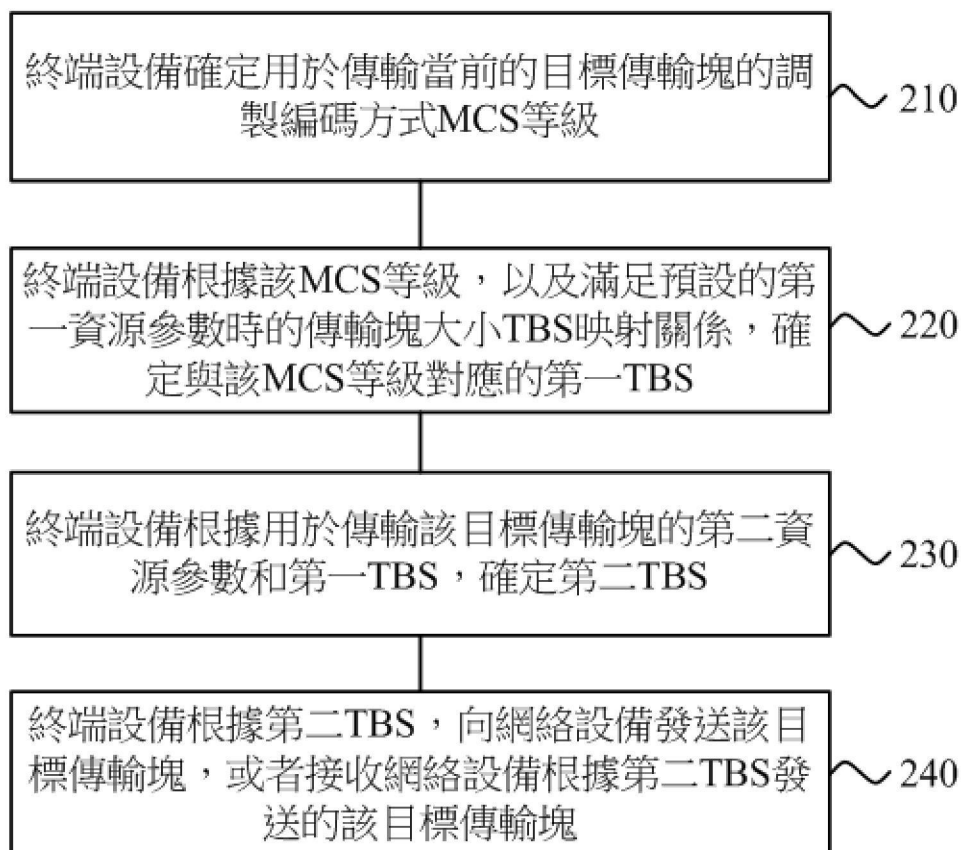 終端設備確定用於傳輸當前的目標傳輸塊的調
製編碼方式MCS等級
210
終端設備根據該MCS等級，以及滿足預設的第
一資源參數時的傳輸塊大小TBS映射關係，確
定與該MCS等級對應的第一TBS
220
終端設備根據用於傳輸該目標傳輸塊的第二資
源參數和第一TBS，確定第二TBS
230
終端設備根據第二TBS，向網絡設備發送該目
標傳輸塊，或者接收網絡設備根據第二TBS發
送的該目標傳輸塊
240